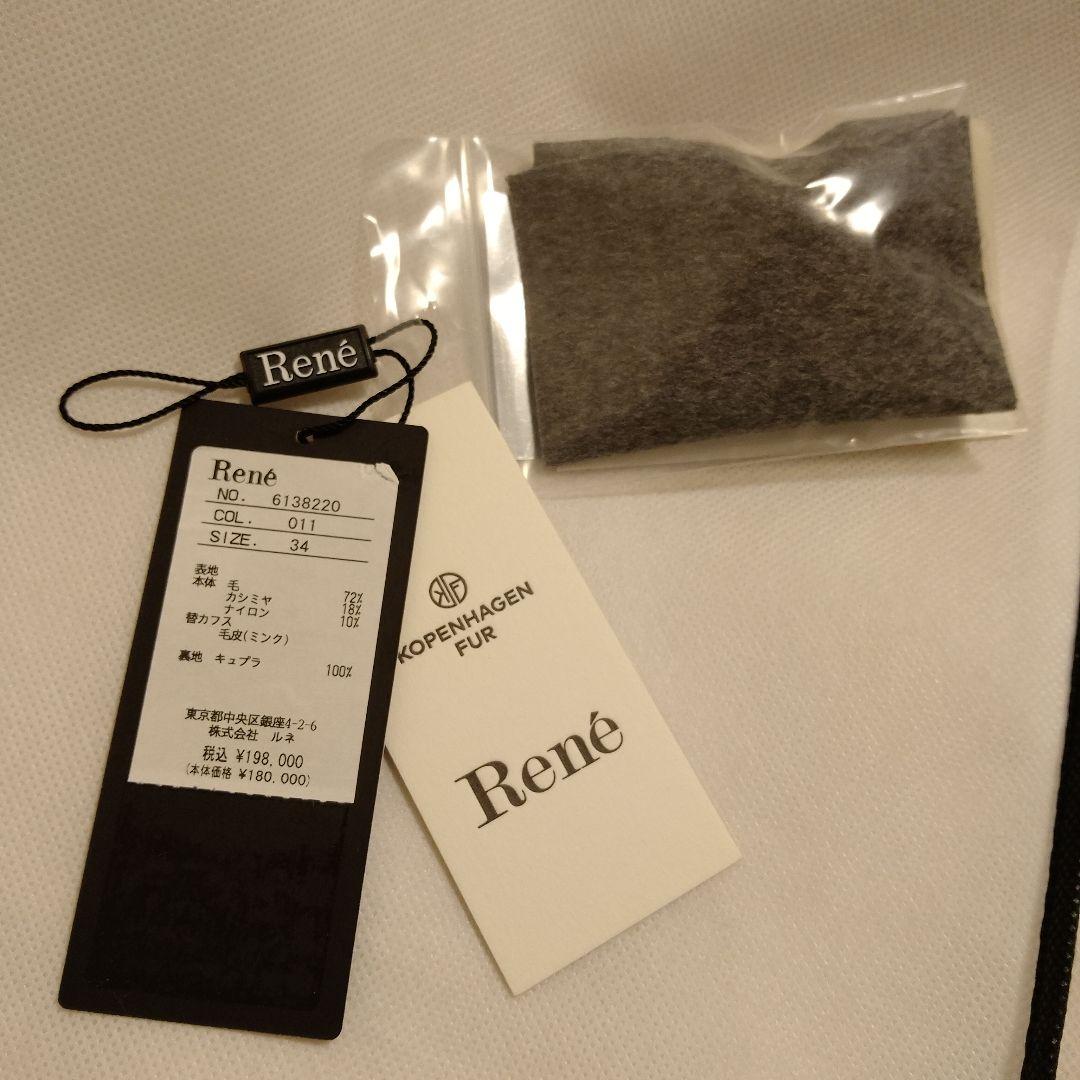 René
René
NO. 6138220
COL. 011
SIZE. 34
表地
本体 毛 72%
カシミヤ 18%
ナイロン 10%
替カフス
毛皮(ミンク)
裏地 キュプラ 100%
東京都中央区銀座4-2-6
株式会社 ルネ
税込 ¥198,000
(本体価格 ¥180,000)
KOPENHAGEN
FUR
René